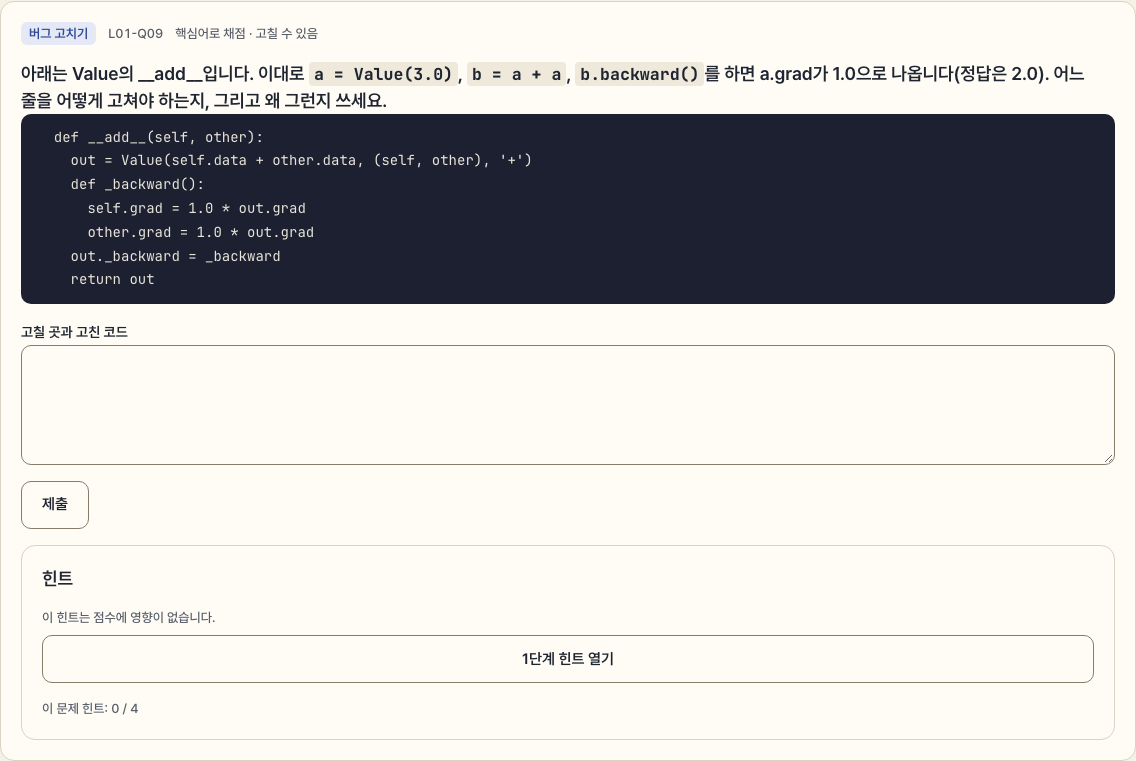 버그 고치기 L01-Q09 핵심어로 채점 · 고칠 수 있음
아래는 Value의 __add__입니다. 이대로 a = Value(3.0), b = a + a, b.backward()를 하면 a.grad가 1.0으로 나옵니다(정답은 2.0). 어느
줄을 어떻게 고쳐야 하는지, 그리고 왜 그런지 쓰세요.
def __add__(self, other):
  out = Value(self.data + other.data, (self, other), '+')
  def _backward():
    self.grad = 1.0 * out.grad
    other.grad = 1.0 * out.grad
  out._backward = _backward
  return out
고칠 곳과 고친 코드
제출
힌트
이 힌트는 점수에 영향이 없습니다.
1단계 힌트 열기
이 문제 힌트: 0 / 4